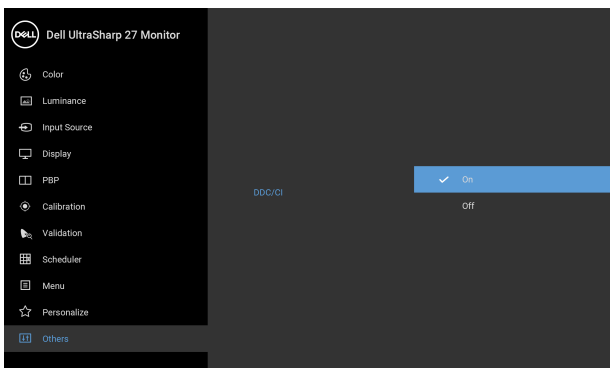 DELL
Dell UltraSharp 27 Monitor
Color
Luminance
Input Source
Display
PBP
Calibration
Validation
Scheduler
Menu
Personalize
Others
DDC/CI
On
Off